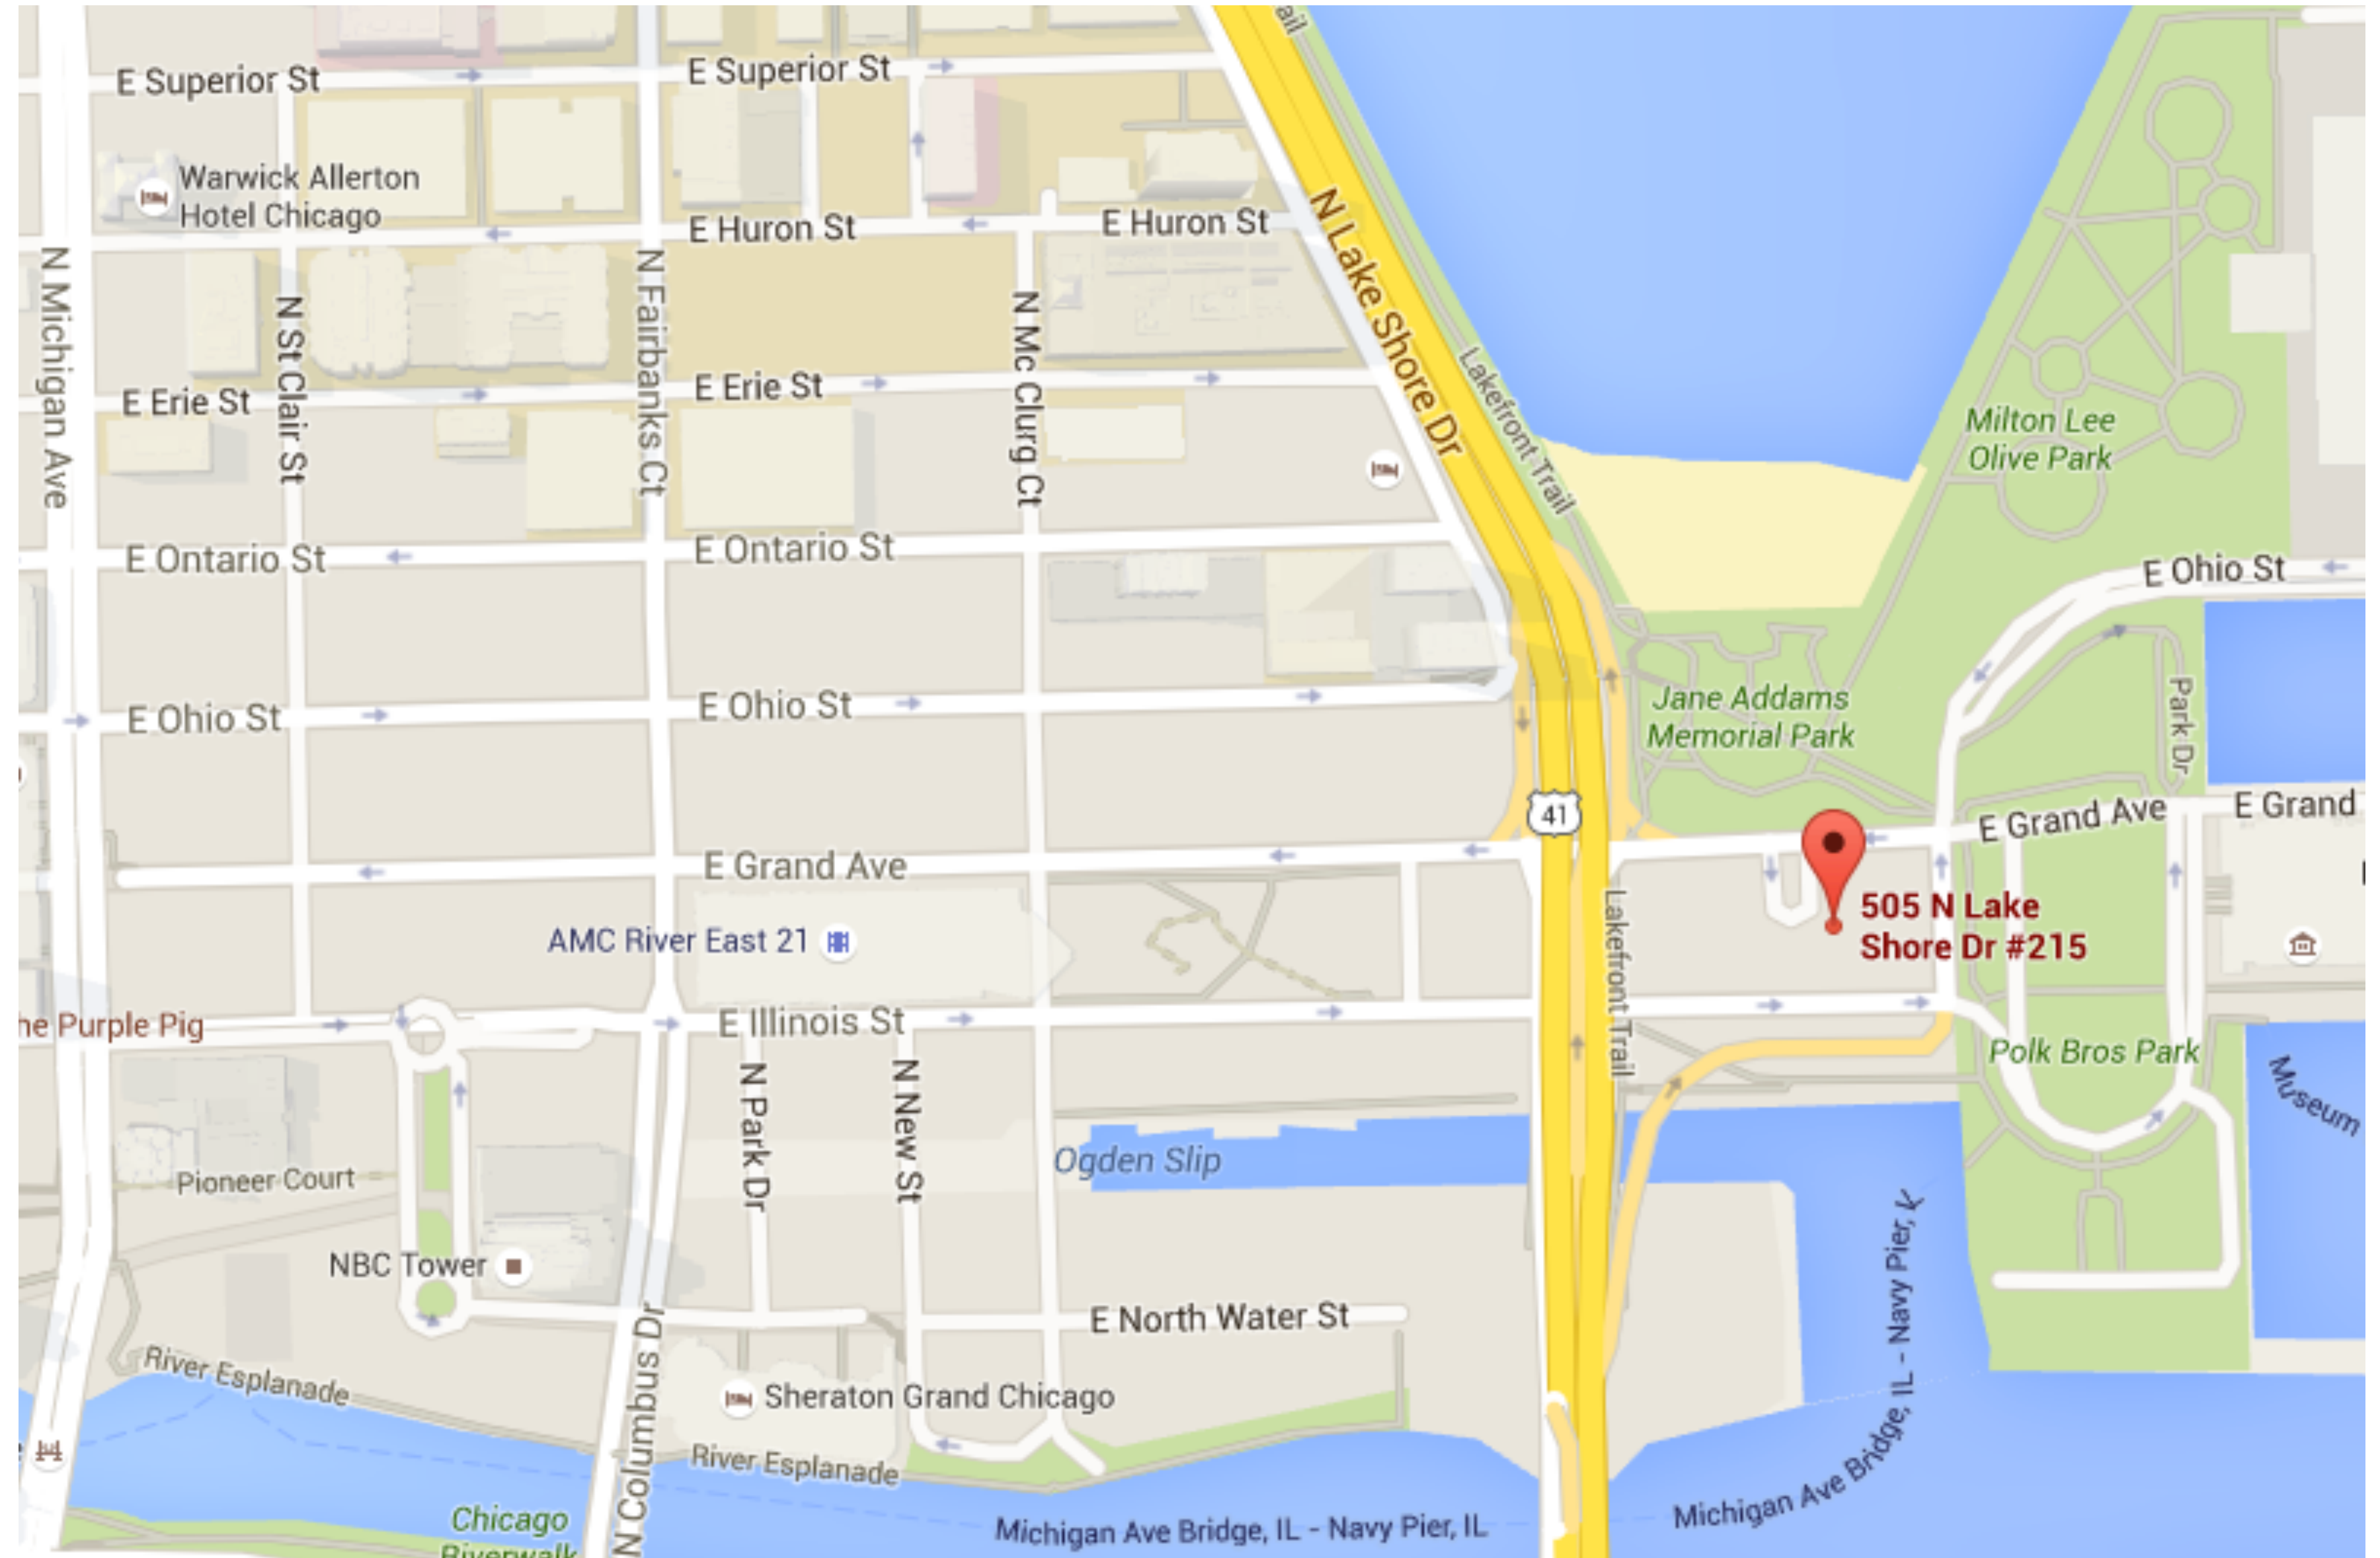 ail
E Superior St
E Superior St
Warwick Allerton
Hotel Chicago
E Huron St
E Huron St
N Lake Shore Dr
N Michigan Ave
N St Clair St
N Fairbanks Ct
N Mc Clurg Ct
E Erie St
E Erie St
Lakefront Trail
Milton Lee
Olive Park
E Ontario St
E Ontario St
E Ohio St
E Ohio St
E Ohio St
Jane Addams
Memorial Park
Park Dr
41
E Grand Ave
E Grand
E Grand Ave
AMC River East 21
505 N Lake
Shore Dr #215
Lakefront Trail
he Purple Pig
E Illinois St
Polk Bros Park
Museum
N Park Dr
N New St
Ogden Slip
Pioneer Court
NBC Tower
N Columbus Dr
E North Water St
River Esplanade
Sheraton Grand Chicago
River Esplanade
Michigan Ave Bridge, IL - Navy Pier,
Chicago
Riverwalk
Michigan Ave Bridge, IL - Navy Pier, IL